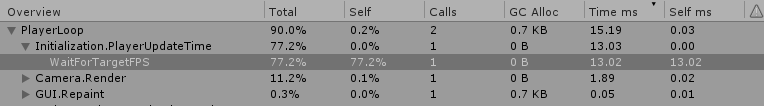 Overview Total Self Calls GC Alloc Time ms Self ms
PlayerLoop 90.0% 0.2% 2 0.7 KB 15.19 0.03
Initialization.PlayerUpdateTime 77.2% 0.0% 1 0 B 13.03 0.00
WaitForTargetFPS 77.2% 77.2% 1 0 B 13.02 13.02
Camera.Render 11.2% 0.1% 1 0 B 1.89 0.02
GUI.Repaint 0.3% 0.0% 1 0.7 KB 0.05 0.01